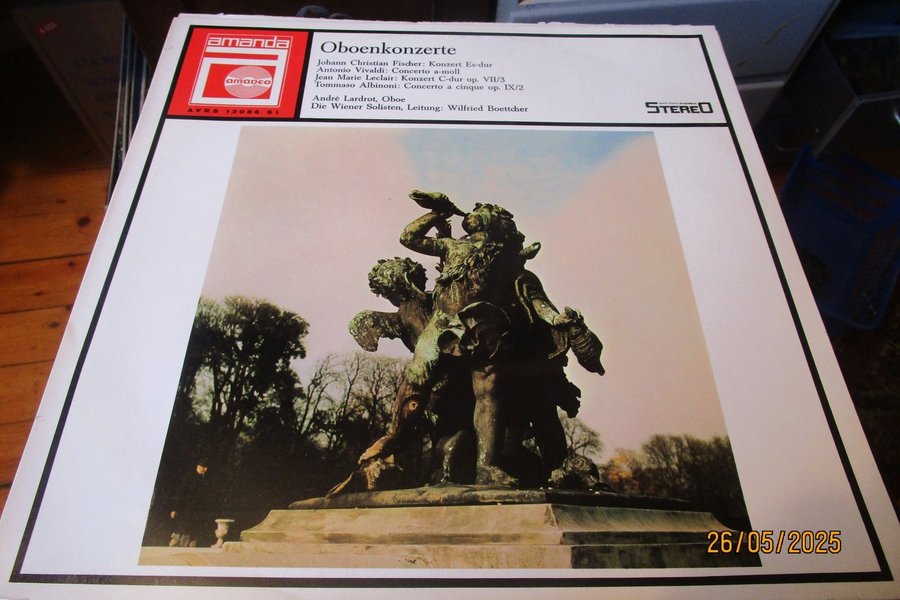 amanda
AMADEO
AVRS 19086 St
Oboenkonzerte
Johann Christian Fischer: Konzert Es-dur
Antonio Vivaldi: Concerto a-moll
Jean Marie Leclair: Konzert C-dur op. VII/3
Tommaso Albinoni: Concerto a cinque op. IX/2
André Lardrot, Oboe
Die Wiener Solisten, Leitung: Wilfried Boettcher
STEREO
26/05/2025